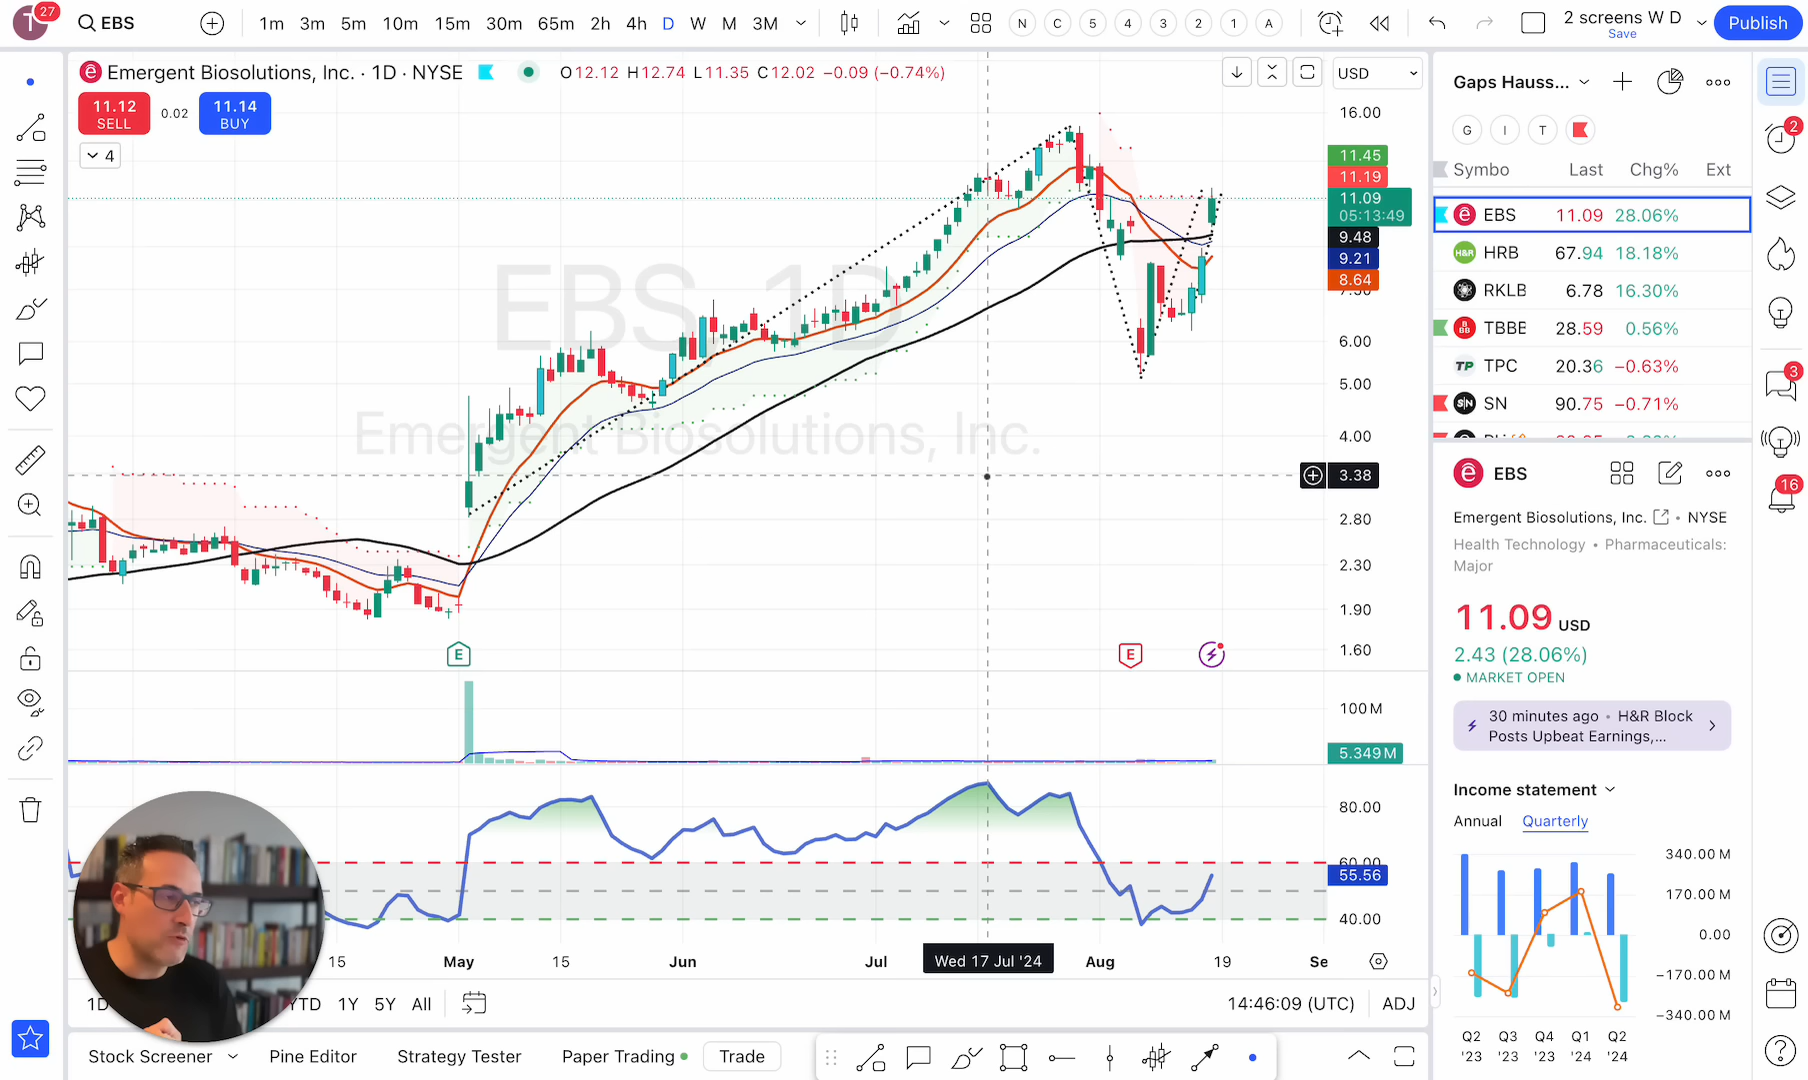 T 27
EBS
1m 3m 5m 10m 15m 30m 65m 2h 4h D W M 3M
N C 5 4 3 2 1 A
2 screens W D
Save
Publish
Emergent Biosolutions, Inc. · 1D · NYSE
O12.12 H12.74 L11.35 C12.02 −0.09 (−0.74%)
USD
11.12
SELL
0.02
11.14
BUY
4
EBS, 1D
Emergent Biosolutions, Inc.
16.00
11.45
11.19
11.09
05:13:49
9.48
9.21
8.64
6.00
5.00
4.00
3.38
2.80
2.30
1.90
1.60
E
E
100M
5.349M
80.00
60.00
55.56
40.00
15
May
15
Jun
Jul
Wed 17 Jul '24
Aug
19
Se
1D
YTD 1Y 5Y All
14:46:09 (UTC)
ADJ
Stock Screener
Pine Editor
Strategy Tester
Paper Trading
Trade
Gaps Hauss...
G I T
Symbo Last Chg% Ext
EBS 11.09 28.06%
H&R HRB 67.94 18.18%
RKLB 6.78 16.30%
BBB TBBB 28.59 0.56%
TP TPC 20.36 −0.63%
S|N SN 90.75 −0.71%
EBS
Emergent Biosolutions, Inc. • NYSE
Health Technology • Pharmaceuticals:
Major
11.09 USD
2.43 (28.06%)
MARKET OPEN
30 minutes ago • H&R Block
Posts Upbeat Earnings,...
Income statement
Annual Quarterly
340.00M
170.00M
0.00
−170.00M
−340.00M
Q2 Q3 Q4 Q1 Q2
'23 '23 '23 '24 '24
2
3
16